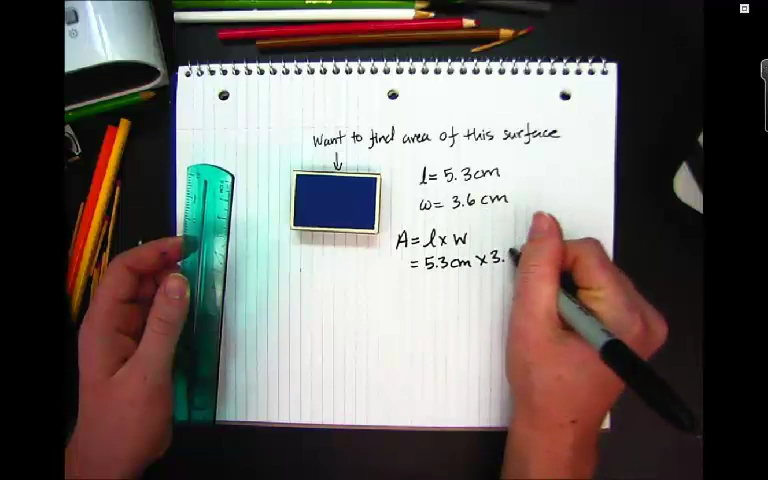 Want to find area of this surface
l = 5.3 cm
w = 3.6 cm
A = l x w
= 5.3 cm x 3.